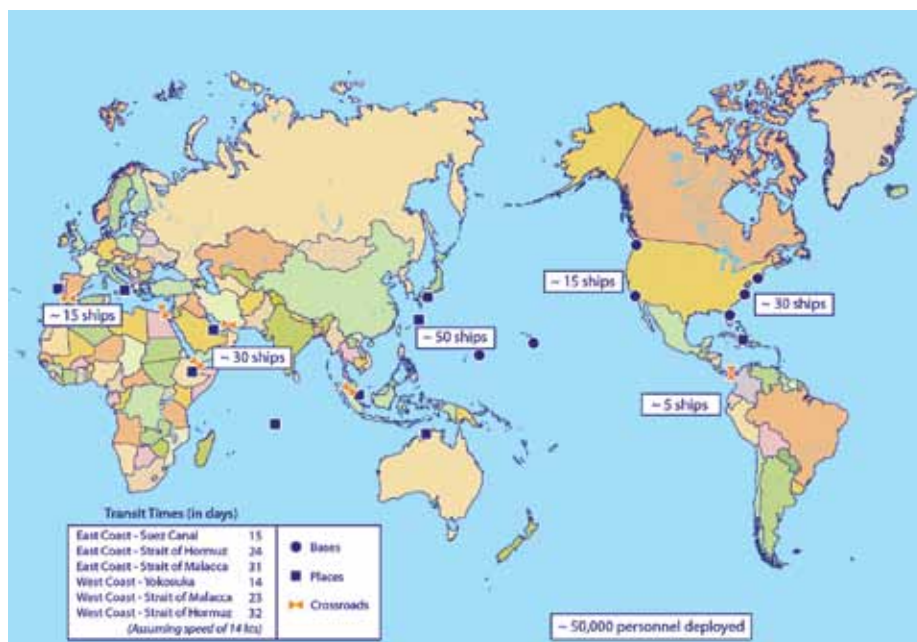 ~ 15 ships
~ 30 ships
~ 50 ships
~ 15 ships
~ 30 ships
~ 5 ships
Transit Times (in days)
East Coast - Suez Canal 15
East Coast - Strait of Hormuz 24
East Coast - Strait of Malacca 31
West Coast - Yokosuka 14
West Coast - Strait of Malacca 23
West Coast - Strait of Hormuz 32
(Assuming speed of 14 kts)
Bases
Places
Crossroads
~ 50,000 personnel deployed